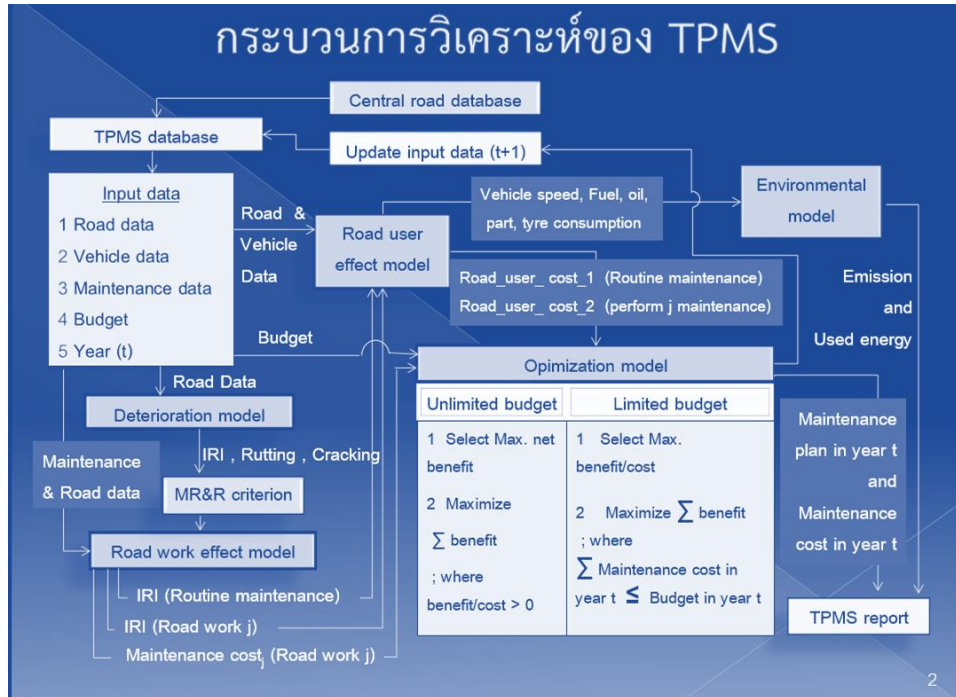 กระบวนการวิเคราะห์ของ TPMS
Central road database
TPMS database
Update input data (t+1)
Input data
1 Road data
2 Vehicle data
3 Maintenance data
4 Budget
5 Year (t)
Road &
Vehicle
Data
Road user
effect model
Vehicle speed, Fuel, oil,
part, tyre consumption
Environmental
model
Road_user_ cost_1 (Routine maintenance)
Road_user_ cost_2 (perform j maintenance)
Emission
and
Used energy
Budget
Road Data
Opimization model
Deterioration model
Unlimited budget
1 Select Max. net
benefit
2 Maximize
∑ benefit
; where
benefit/cost > 0
Limited budget
1 Select Max.
benefit/cost
2 Maximize ∑ benefit
; where
∑ Maintenance cost in
year t ≤ Budget in year t
IRI , Rutting , Cracking
Maintenance
& Road data
MR&R criterion
Road work effect model
Maintenance
plan in year t
and
Maintenance
cost in year t
IRI (Routine maintenance)
IRI (Road work j)
Maintenance costj (Road work j)
TPMS report
2